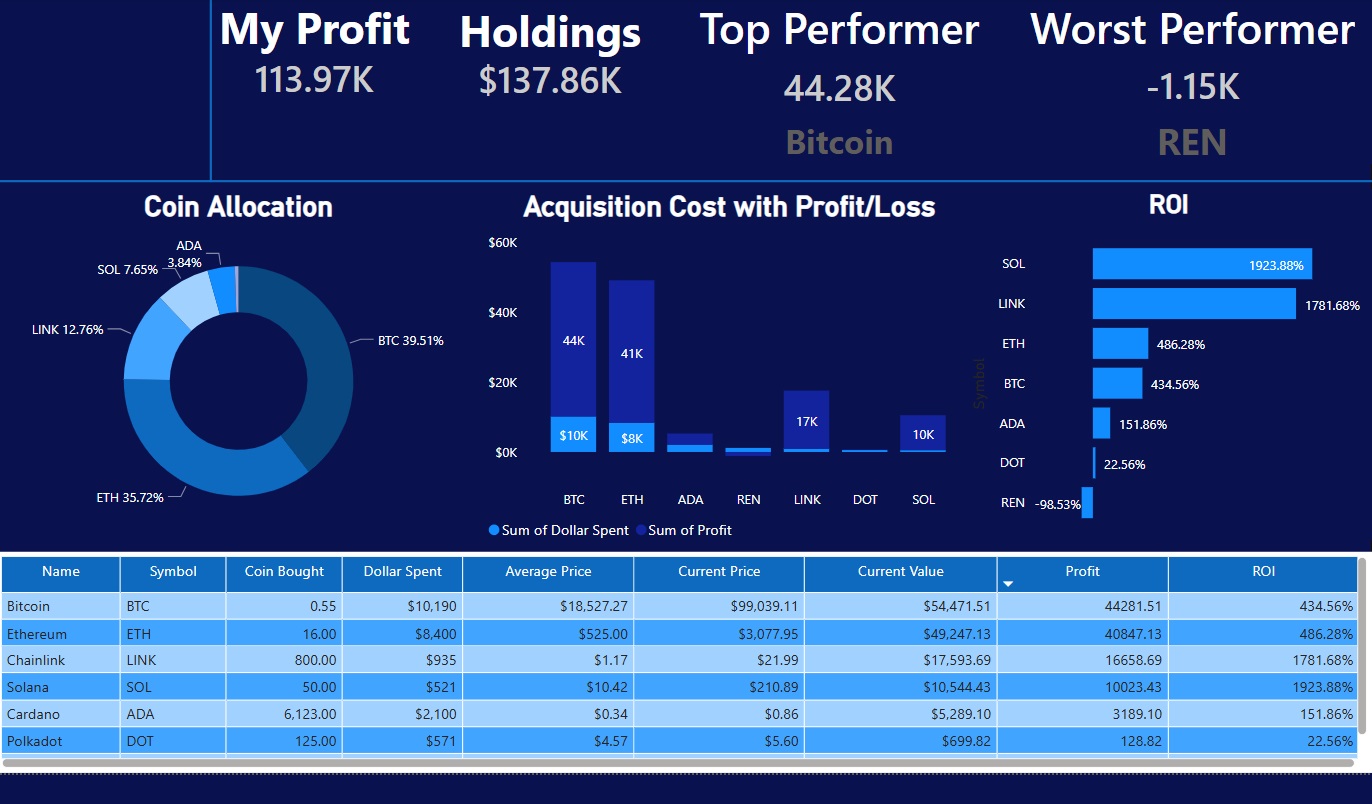 My Profit
113.97K
Holdings
$137.86K
Top Performer
44.28K
Bitcoin
Worst Performer
-1.15K
REN
Coin Allocation
ADA
3.84%
SOL 7.65%
LINK 12.76%
BTC 39.51%
ETH 35.72%
Acquisition Cost with Profit/Loss
$60K
$40K
$20K
$0K
44K
41K
17K
10K
$10K
$8K
BTC ETH ADA REN LINK DOT SOL
Sum of Dollar Spent Sum of Profit
ROI
Symbol
SOL 1923.88%
LINK 1781.68%
ETH 486.28%
BTC 434.56%
ADA 151.86%
DOT 22.56%
REN -98.53%
Name Symbol Coin Bought Dollar Spent Average Price Current Price Current Value Profit ROI
Bitcoin BTC 0.55 $10,190 $18,527.27 $99,039.11 $54,471.51 44281.51 434.56%
Ethereum ETH 16.00 $8,400 $525.00 $3,077.95 $49,247.13 40847.13 486.28%
Chainlink LINK 800.00 $935 $1.17 $21.99 $17,593.69 16658.69 1781.68%
Solana SOL 50.00 $521 $10.42 $210.89 $10,544.43 10023.43 1923.88%
Cardano ADA 6,123.00 $2,100 $0.34 $0.86 $5,289.10 3189.10 151.86%
Polkadot DOT 125.00 $571 $4.57 $5.60 $699.82 128.82 22.56%